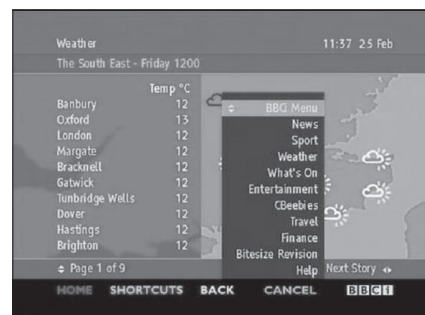 Weather 11:37 25 Feb
The South East - Friday 1200
Temp °C
Banbury 12
Oxford 13
London 12
Margate 12
Bracknell 12
Gatwick 12
Tunbridge Wells 12
Dover 12
Hastings 12
Brighton 12
BBCi Menu
News
Sport
Weather
What's On
Entertainment
CBeebies
Travel
Finance
Bitesize Revision
Help
Page 1 of 9 Next Story
HOME SHORTCUTS BACK CANCEL BBCi